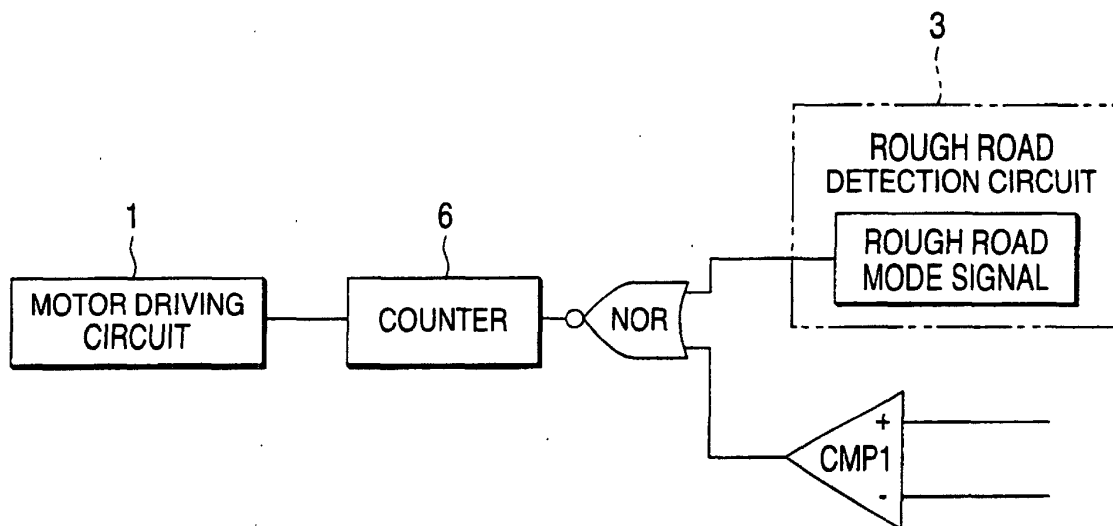 3
ROUGH ROAD
DETECTION CIRCUIT
ROUGH ROAD
MODE SIGNAL
1
6
MOTOR DRIVING
CIRCUIT
COUNTER
NOR
CMP1
+
-